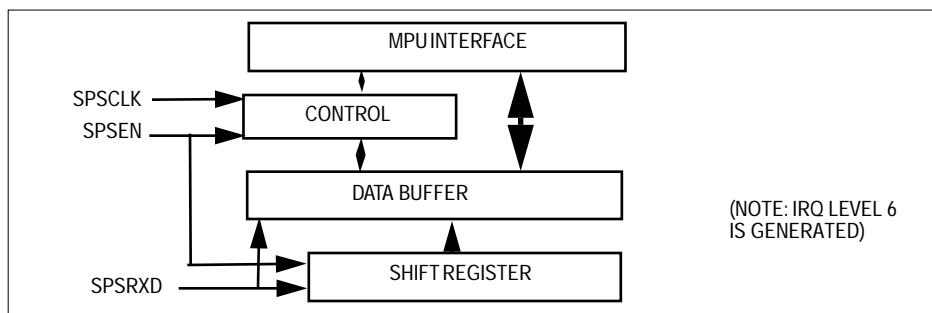 MPU INTERFACE
SPSCLK
CONTROL
SPSEN
DATA BUFFER
(NOTE: IRQ LEVEL 6
IS GENERATED)
SHIFT REGISTER
SPSRXD